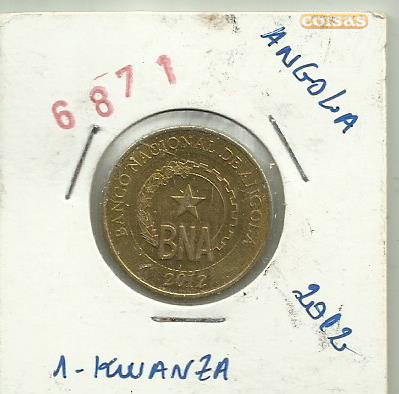 coisas
ANGOLA
6871
BANCO NACIONAL DE ANGOLA
BNA
2012
2012
1-KWANZA